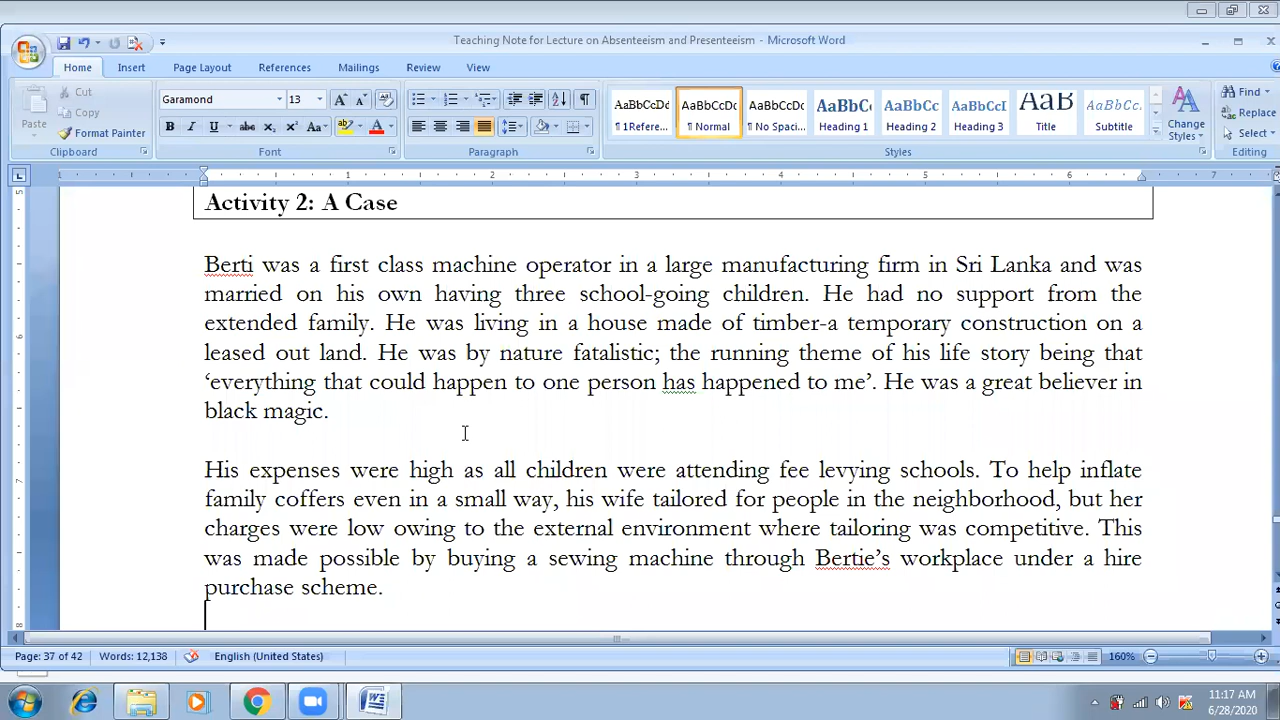 Teaching Note for Lecture on Absenteeism and Presenteeism - Microsoft Word
Home Insert Page Layout References Mailings Review View
Paste
Cut
Copy
Format Painter
Clipboard
Garamond 13
Font
Paragraph
AaBbCcDd ¶ 1Refere...
AaBbCcDc ¶ Normal
AaBbCcDc ¶ No Spaci...
AaBbC Heading 1
AaBbCc Heading 2
AaBbCcI Heading 3
AaB Title
AaBbCc. Subtitle
Change Styles
Styles
Find
Replace
Select
Editing
Activity 2: A Case
Berti was a first class machine operator in a large manufacturing firm in Sri Lanka and was
married on his own having three school-going children. He had no support from the
extended family. He was living in a house made of timber-a temporary construction on a
leased out land. He was by nature fatalistic; the running theme of his life story being that
‘everything that could happen to one person has happened to me’. He was a great believer in
black magic.
His expenses were high as all children were attending fee levying schools. To help inflate
family coffers even in a small way, his wife tailored for people in the neighborhood, but her
charges were low owing to the external environment where tailoring was competitive. This
was made possible by buying a sewing machine through Bertie’s workplace under a hire
purchase scheme.
Page: 37 of 42 Words: 12,138 English (United States) 160%
11:17 AM
6/28/2020